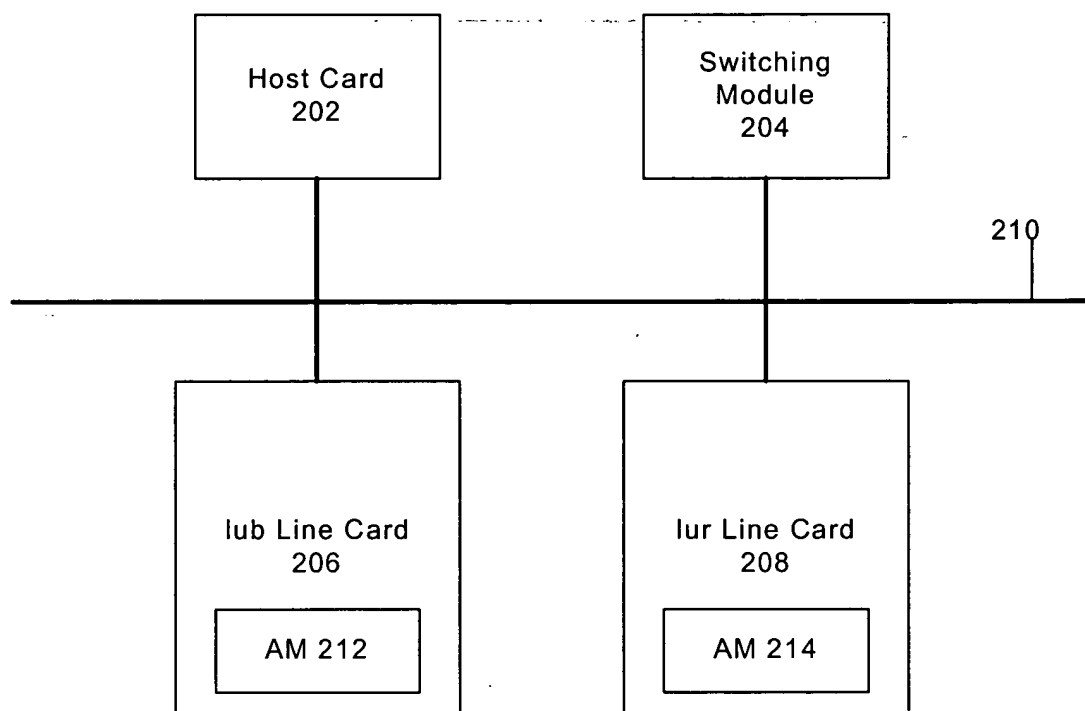 Host Card
202
Switching
Module
204
210
Iub Line Card
206
AM 212
Iur Line Card
208
AM 214